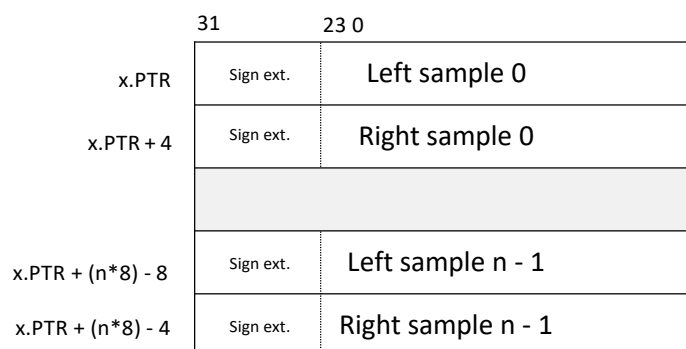 31 23 0
x.PTR Sign ext. Left sample 0
x.PTR + 4 Sign ext. Right sample 0
x.PTR + (n*8) - 8 Sign ext. Left sample n - 1
x.PTR + (n*8) - 4 Sign ext. Right sample n - 1